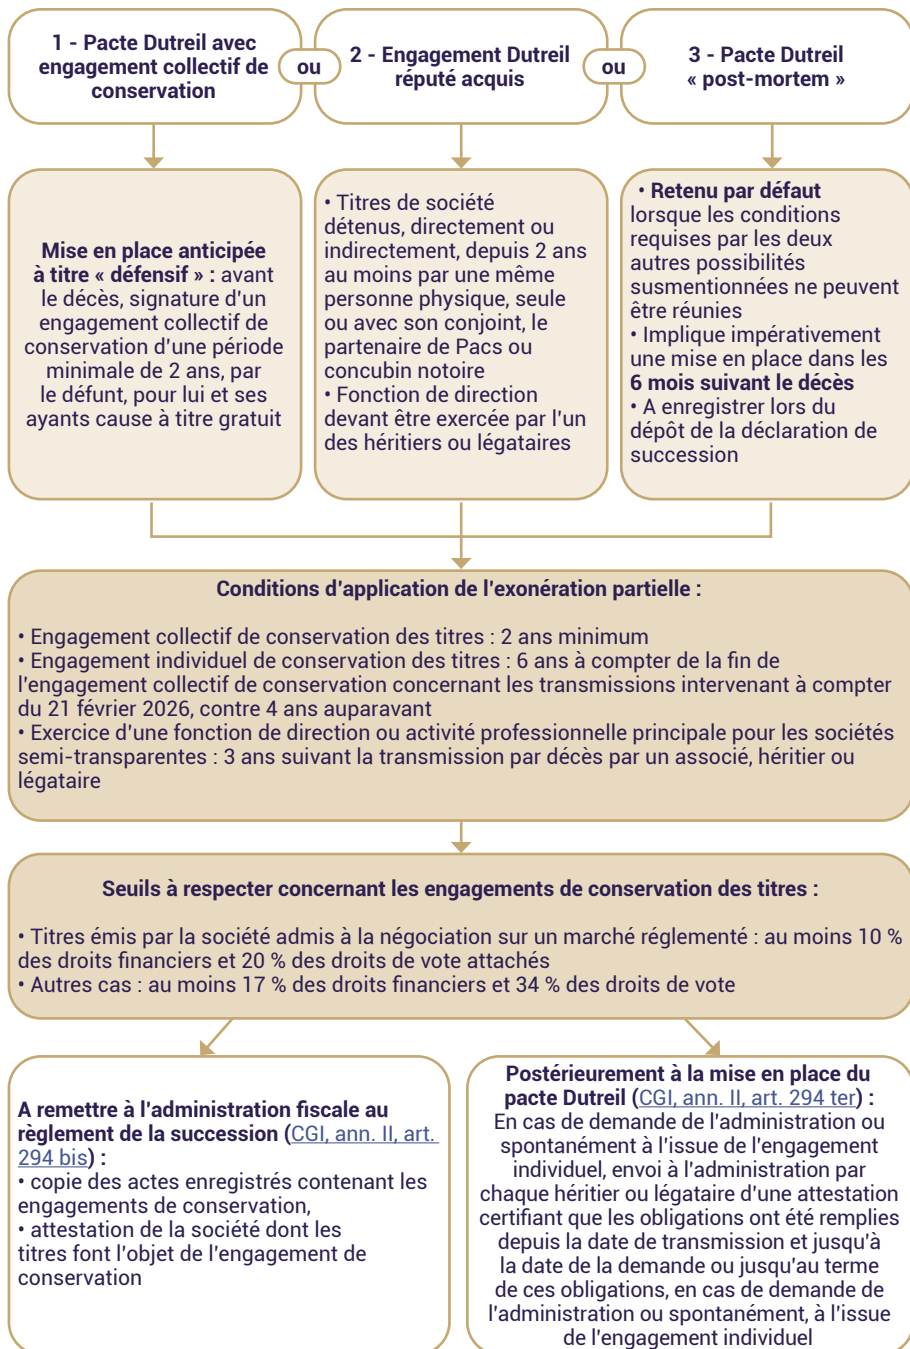 1 - Pacte Dutreil avec
engagement collectif de
conservation
ou
2 - Engagement Dutreil
réputé acquis
ou
3 - Pacte Dutreil
« post-mortem »
Mise en place anticipée
à titre « défensif » : avant
le décès, signature d'un
engagement collectif de
conservation d'une période
minimale de 2 ans, par
le défunt, pour lui et ses
ayants cause à titre gratuit
• Titres de société
détenus, directement ou
indirectement, depuis 2 ans
au moins par une même
personne physique, seule
ou avec son conjoint, le
partenaire de Pacs ou
concubin notoire
• Fonction de direction
devant être exercée par l'un
des héritiers ou légataires
• Retenu par défaut
lorsque les conditions
requises par les deux
autres possibilités
susmentionnées ne peuvent
être réunies
• Implique impérativement
une mise en place dans les
6 mois suivant le décès
• A enregistrer lors du
dépôt de la déclaration de
succession
Conditions d'application de l'exonération partielle :
• Engagement collectif de conservation des titres : 2 ans minimum
• Engagement individuel de conservation des titres : 6 ans à compter de la fin de
l'engagement collectif de conservation concernant les transmissions intervenant à compter
du 21 février 2026, contre 4 ans auparavant
• Exercice d'une fonction de direction ou activité professionnelle principale pour les sociétés
semi-transparentes : 3 ans suivant la transmission par décès par un associé, héritier ou
légataire
Seuils à respecter concernant les engagements de conservation des titres :
• Titres émis par la société admis à la négociation sur un marché réglementé : au moins 10 %
des droits financiers et 20 % des droits de vote attachés
• Autres cas : au moins 17 % des droits financiers et 34 % des droits de vote
A remettre à l'administration fiscale au
règlement de la succession (CGI, ann. II, art.
294 bis) :
• copie des actes enregistrés contenant les
engagements de conservation,
• attestation de la société dont les
titres font l'objet de l'engagement de
conservation
Postérieurement à la mise en place du
pacte Dutreil (CGI, ann. II, art. 294 ter) :
En cas de demande de l'administration ou
spontanément à l'issue de l'engagement
individuel, envoi à l'administration par
chaque héritier ou légataire d'une attestation
certifiant que les obligations ont été remplies
depuis la date de transmission et jusqu'à
la date de la demande ou jusqu'au terme
de ces obligations, en cas de demande de
l'administration ou spontanément, à l'issue
de l'engagement individuel